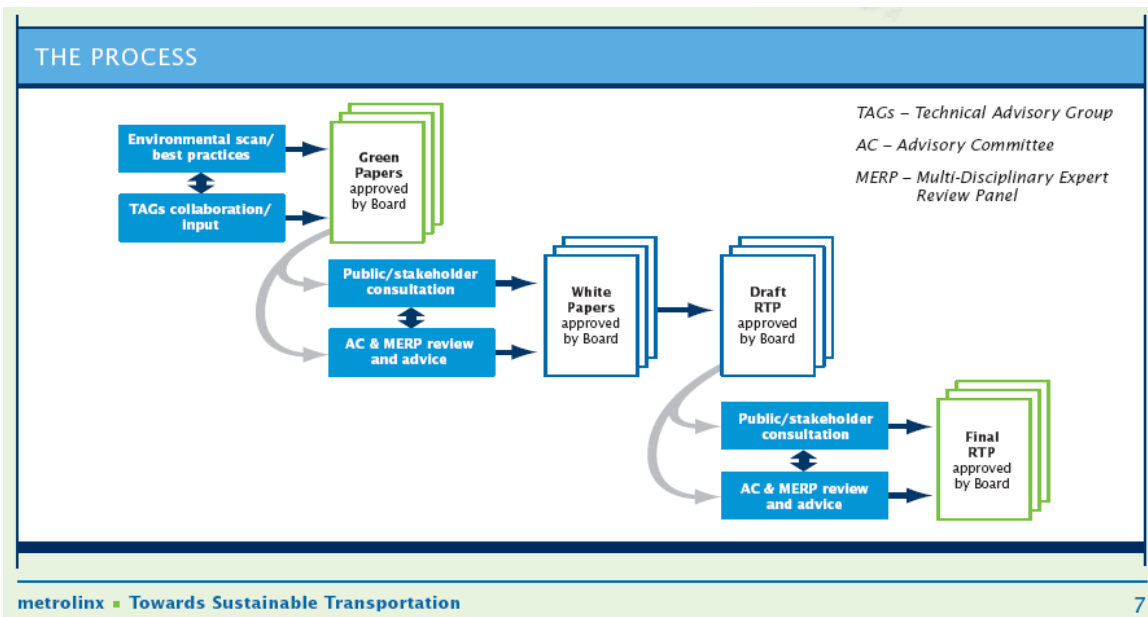 THE PROCESS
TAGs – Technical Advisory Group
AC – Advisory Committee
MERP – Multi-Disciplinary Expert
Review Panel
Environmental scan/
best practices
TAGs collaboration/
input
Green
Papers
approved
by Board
Public/stakeholder
consultation
AC & MERP review
and advice
White
Papers
approved
by Board
Draft
RTP
approved
by Board
Public/stakeholder
consultation
AC & MERP review
and advice
Final
RTP
approved
by Board
metrolinx ▪ Towards Sustainable Transportation
7